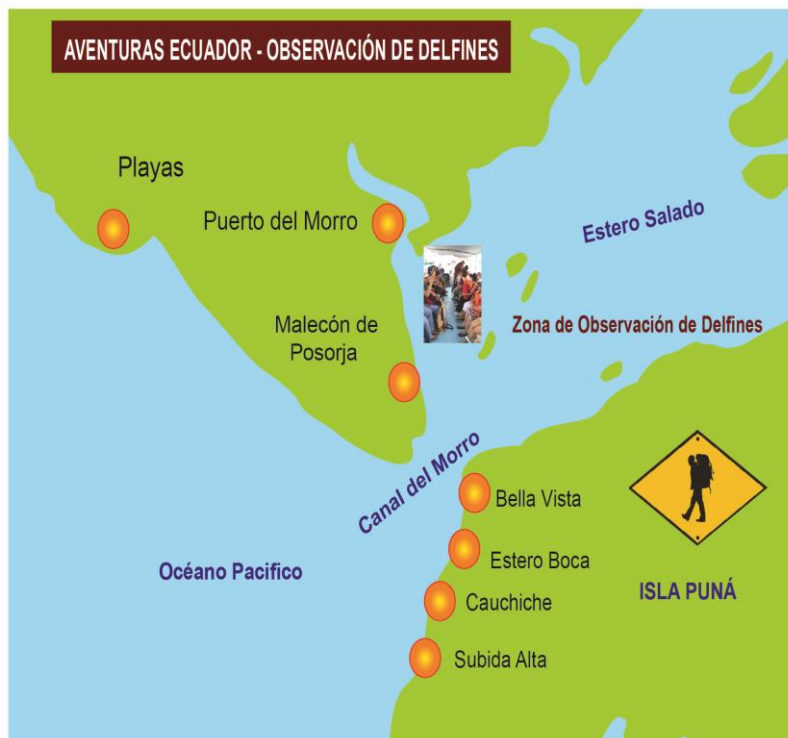 AVENTURAS ECUADOR - OBSERVACIÓN DE DELFINES
Playas
Puerto del Morro
Estero Salado
Zona de Observación de Delfines
Malecón de
Posorja
Canal del Morro
Bella Vista
Océano Pacifico
Estero Boca
ISLA PUNÁ
Cauchiche
Subida Alta